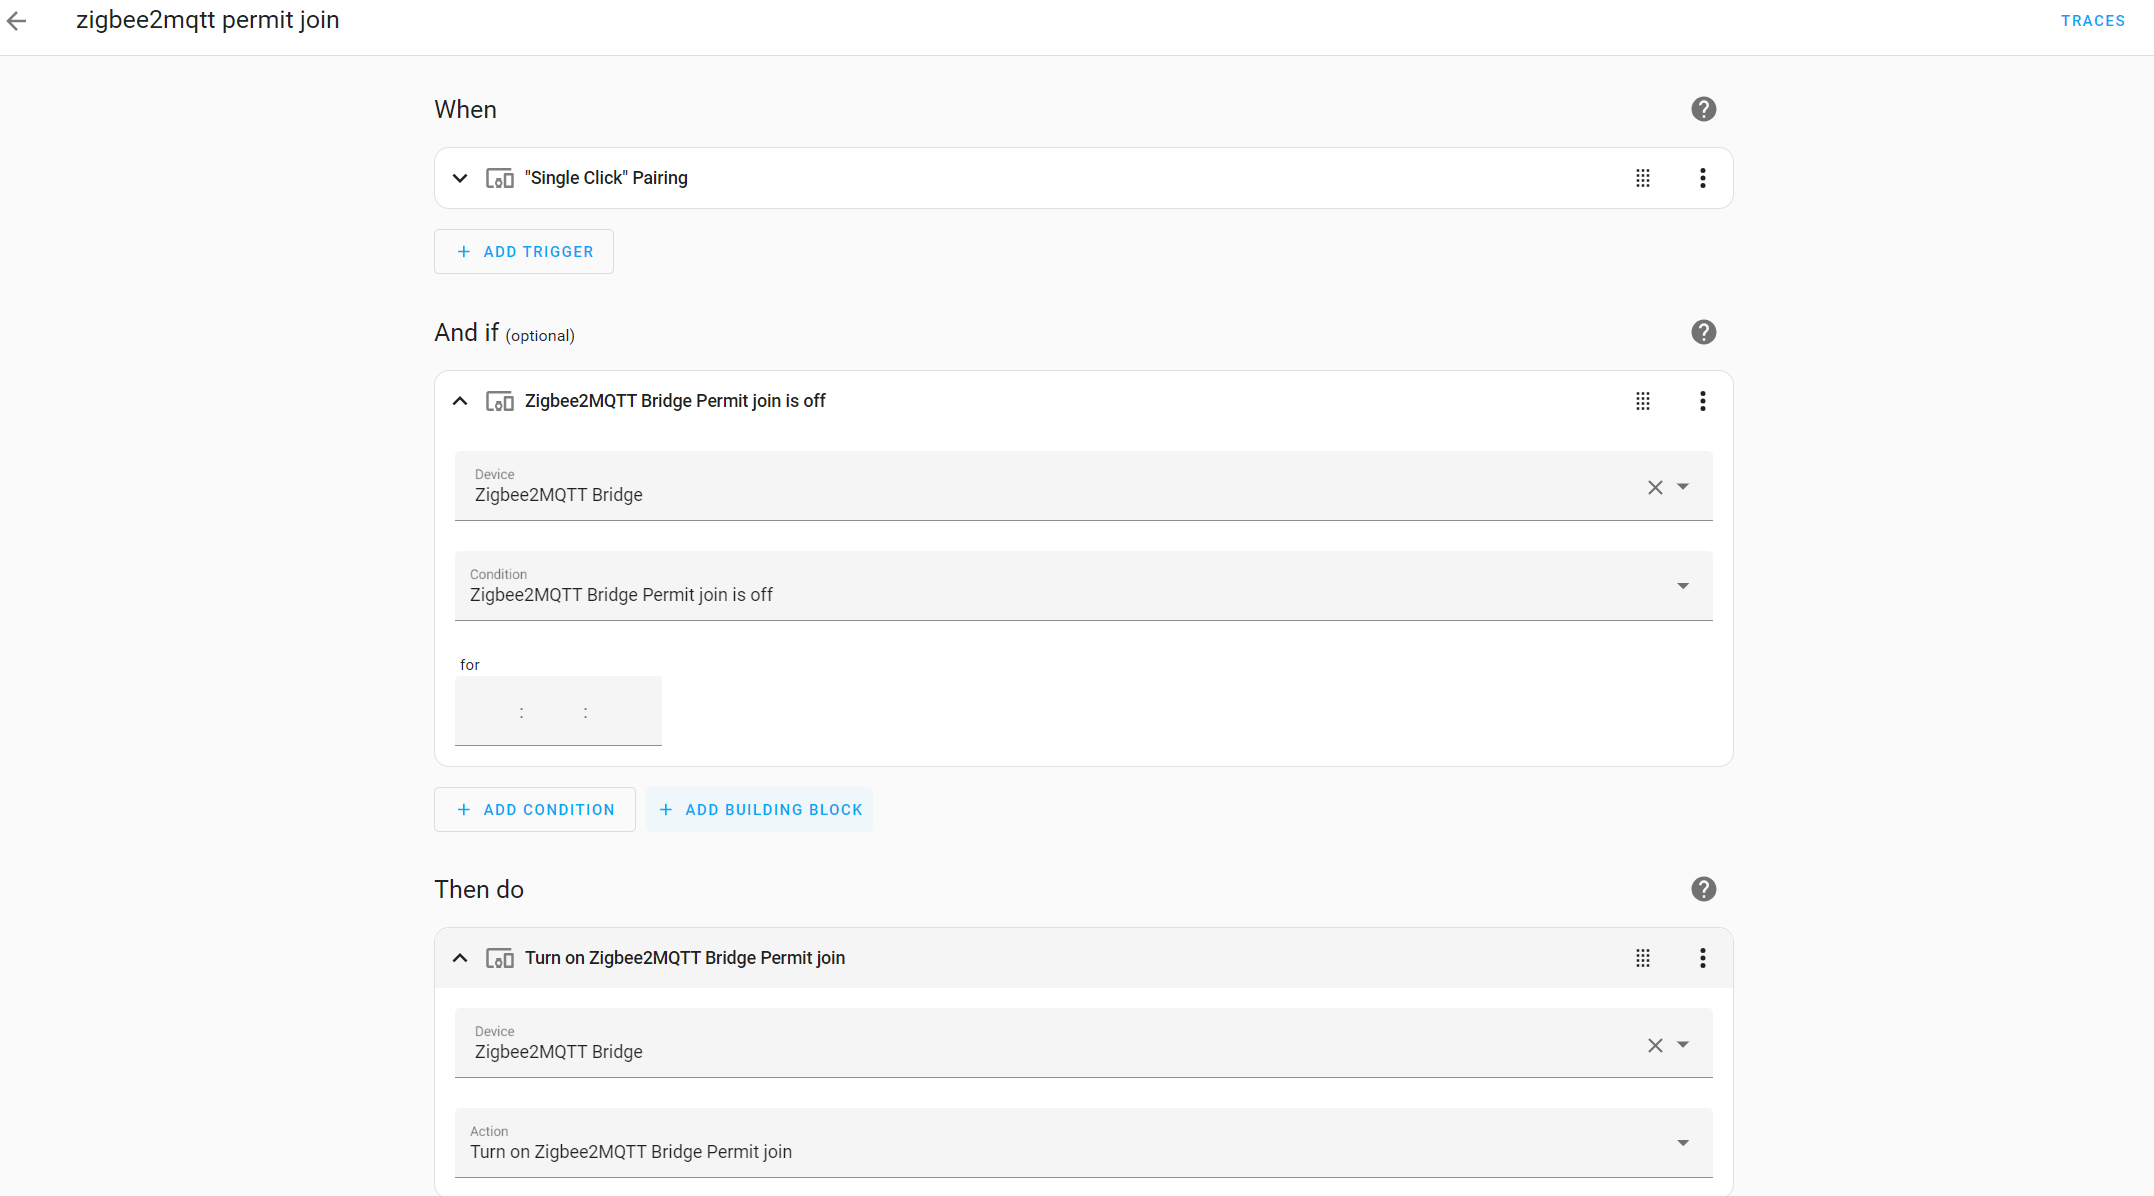 zigbee2mqtt permit join
TRACES
When
"Single Click" Pairing
+ ADD TRIGGER
And if (optional)
Zigbee2MQTT Bridge Permit join is off
Device
Zigbee2MQTT Bridge
Condition
Zigbee2MQTT Bridge Permit join is off
for
: :
+ ADD CONDITION
+ ADD BUILDING BLOCK
Then do
Turn on Zigbee2MQTT Bridge Permit join
Device
Zigbee2MQTT Bridge
Action
Turn on Zigbee2MQTT Bridge Permit join